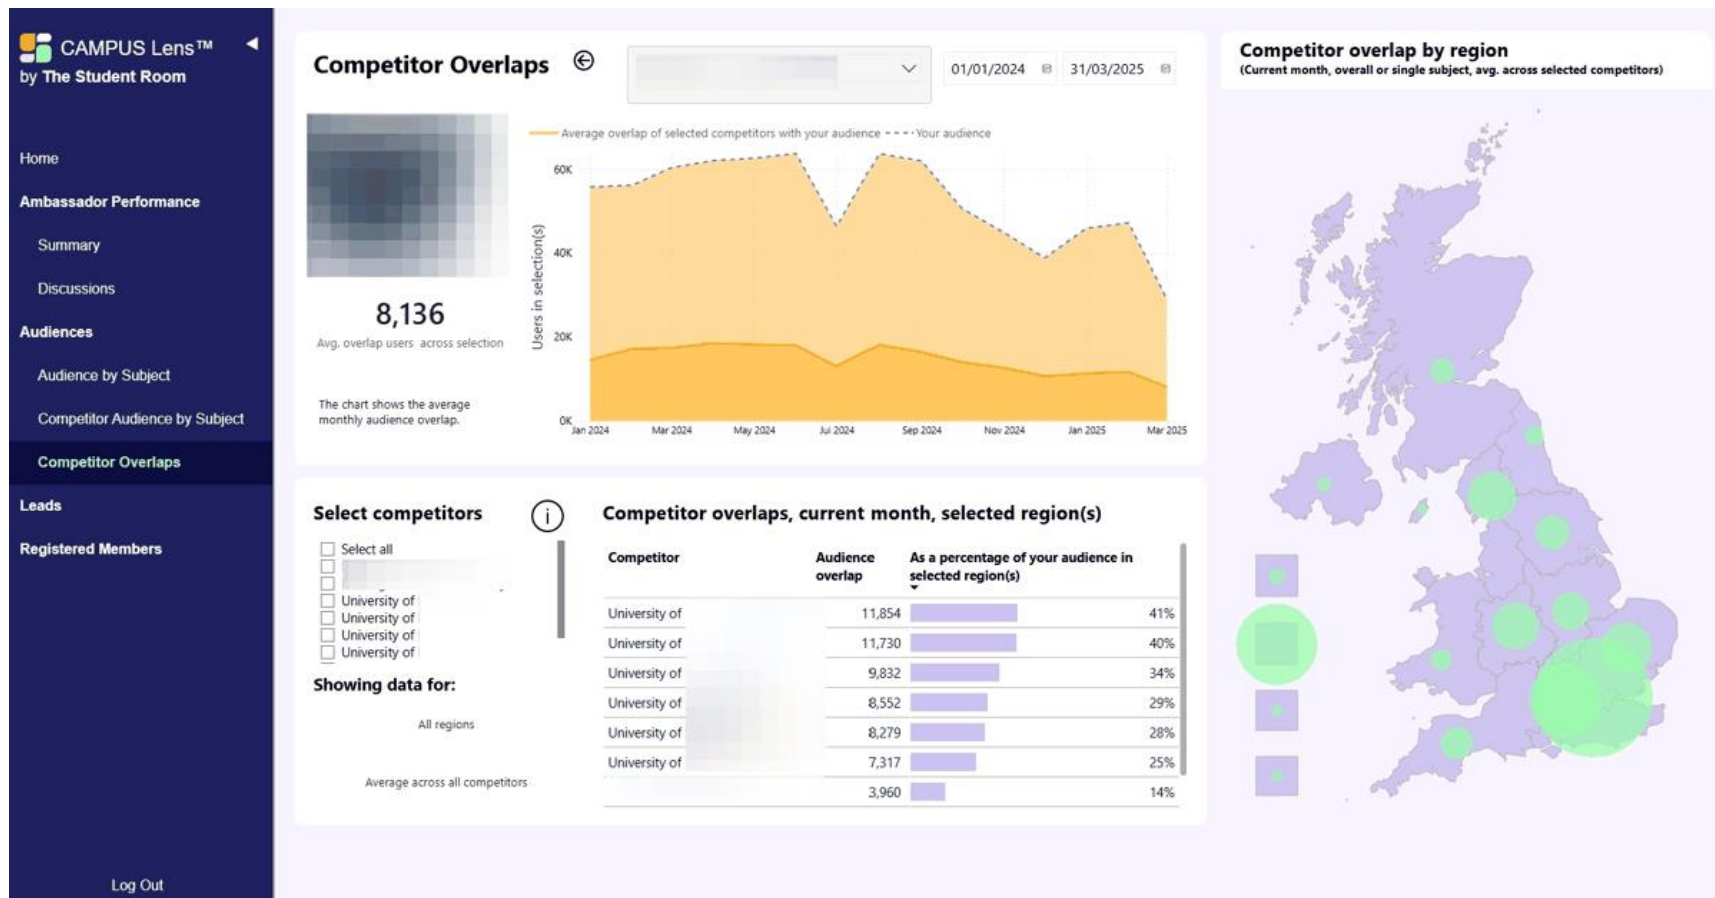 CAMPUS Lens™
by The Student Room
Home
Ambassador Performance
Summary
Discussions
Audiences
Audience by Subject
Competitor Audience by Subject
Competitor Overlaps
Leads
Registered Members
Log Out
Competitor Overlaps
01/01/2024
31/03/2025
8,136
Avg. overlap users across selection
The chart shows the average
monthly audience overlap.
Average overlap of selected competitors with your audience
Your audience
Users in selection(s)
60K
40K
20K
0K
Jan 2024
Mar 2024
May 2024
Jul 2024
Sep 2024
Nov 2024
Jan 2025
Mar 2025
Select competitors
i
Select all
University of
University of
University of
University of
Showing data for:
All regions
Average across all competitors
Competitor overlaps, current month, selected region(s)
Competitor
Audience
overlap
As a percentage of your audience in
selected region(s)
University of 11,854 41%
University of 11,730 40%
University of 9,832 34%
University of 8,552 29%
University of 8,279 28%
University of 7,317 25%
3,960 14%
Competitor overlap by region
(Current month, overall or single subject, avg. across selected competitors)